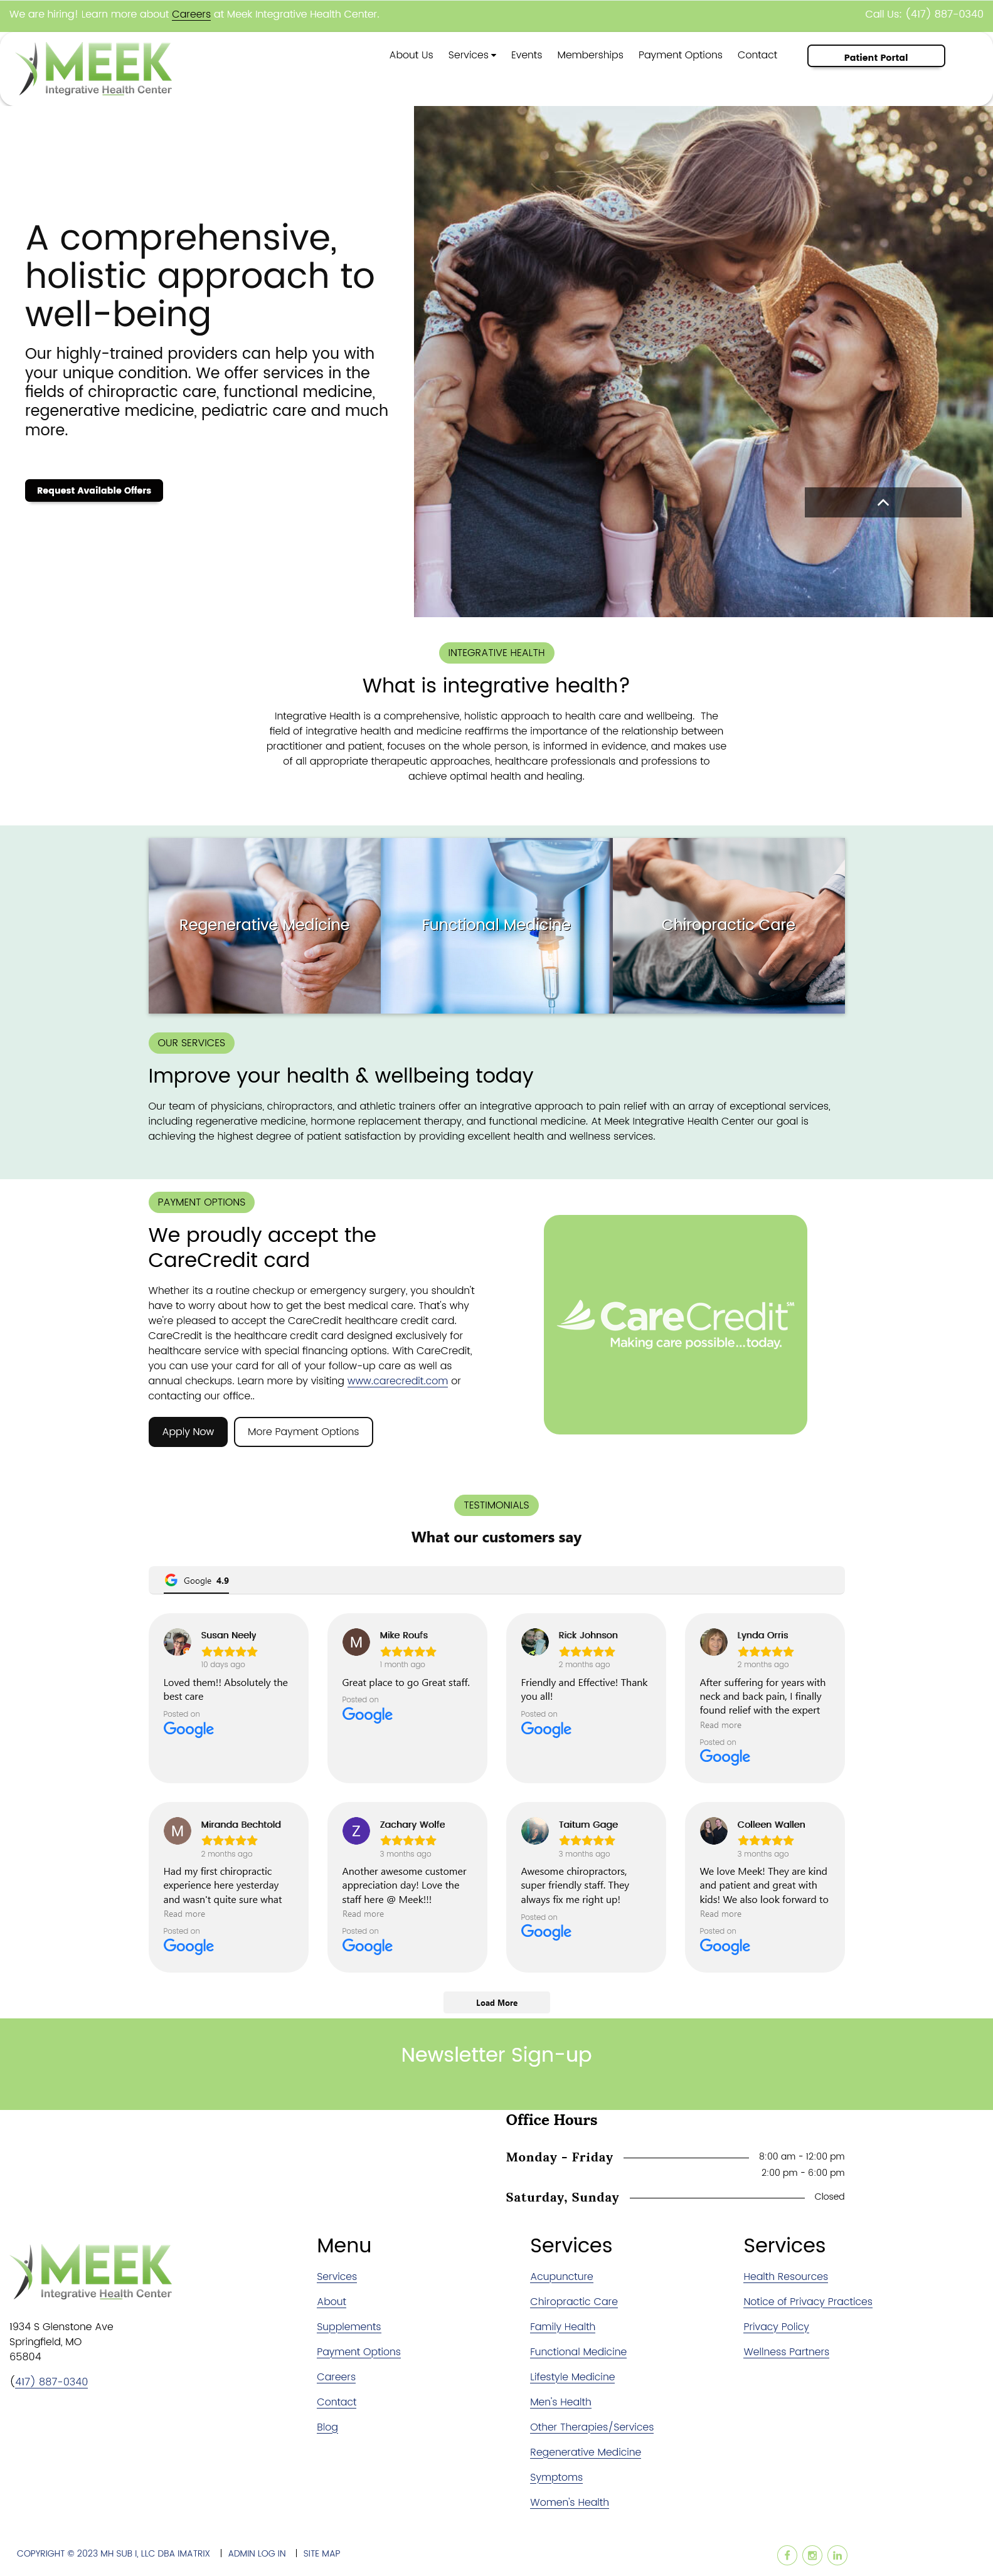 We are hiring! Learn more about Careers at Meek Integrative Health Center.
Call Us: (417) 887-0340
MEEK
Integrative Health Center
About Us
Services
Events
Memberships
Payment Options
Contact
Patient Portal
A comprehensive,
holistic approach to
well-being
Our highly-trained providers can help you with
your unique condition. We offer services in the
fields of chiropractic care, functional medicine,
regenerative medicine, pediatric care and much
more.
Request Available Offers
INTEGRATIVE HEALTH
What is integrative health?
Integrative Health is a comprehensive, holistic approach to health care and wellbeing. The
field of integrative health and medicine reaffirms the importance of the relationship between
practitioner and patient, focuses on the whole person, is informed in evidence, and makes use
of all appropriate therapeutic approaches, healthcare professionals and professions to
achieve optimal health and healing.
Regenerative Medicine
Functional Medicine
Chiropractic Care
OUR SERVICES
Improve your health & wellbeing today
Our team of physicians, chiropractors, and athletic trainers offer an integrative approach to pain relief with an array of exceptional services,
including regenerative medicine, hormone replacement therapy, and functional medicine. At Meek Integrative Health Center our goal is
achieving the highest degree of patient satisfaction by providing excellent health and wellness services.
PAYMENT OPTIONS
We proudly accept the
CareCredit card
Whether its a routine checkup or emergency surgery, you shouldn't
have to worry about how to get the best medical care. That's why
we're pleased to accept the CareCredit healthcare credit card.
CareCredit is the healthcare credit card designed exclusively for
healthcare service with special financing options. With CareCredit,
you can use your card for all of your follow-up care as well as
annual checkups. Learn more by visiting www.carecredit.com or
contacting our office..
Apply Now
More Payment Options
CareCredit℠
Making care possible...today.
TESTIMONIALS
What our customers say
Google 4.9
Susan Neely
10 days ago
Loved them!! Absolutely the
best care
Posted on
Google
Mike Roufs
M
1 month ago
Great place to go Great staff.
Posted on
Google
Rick Johnson
2 months ago
Friendly and Effective! Thank
you all!
Posted on
Google
Lynda Orris
2 months ago
After suffering for years with
neck and back pain, I finally
found relief with the expert
Read more
Posted on
Google
Miranda Bechtold
M
2 months ago
Had my first chiropractic
experience here yesterday
and wasn't quite sure what
Read more
Posted on
Google
Zachary Wolfe
Z
3 months ago
Another awesome customer
appreciation day! Love the
staff here @ Meek!!!
Read more
Posted on
Google
Taitum Gage
3 months ago
Awesome chiropractors,
super friendly staff. They
always fix me right up!
Posted on
Google
Colleen Wallen
3 months ago
We love Meek! They are kind
and patient and great with
kids! We also look forward to
Read more
Posted on
Google
Load More
Newsletter Sign-up
Office Hours
Monday - Friday
8:00 am - 12:00 pm
2:00 pm - 6:00 pm
Saturday, Sunday
Closed
MEEK
Integrative Health Center
1934 S Glenstone Ave
Springfield, MO
65804
(417) 887-0340
Menu
Services
About
Supplements
Payment Options
Careers
Contact
Blog
Services
Acupuncture
Chiropractic Care
Family Health
Functional Medicine
Lifestyle Medicine
Men's Health
Other Therapies/Services
Regenerative Medicine
Symptoms
Women's Health
Services
Health Resources
Notice of Privacy Practices
Privacy Policy
Wellness Partners
COPYRIGHT © 2023 MH SUB I, LLC DBA IMATRIX | ADMIN LOG IN | SITE MAP